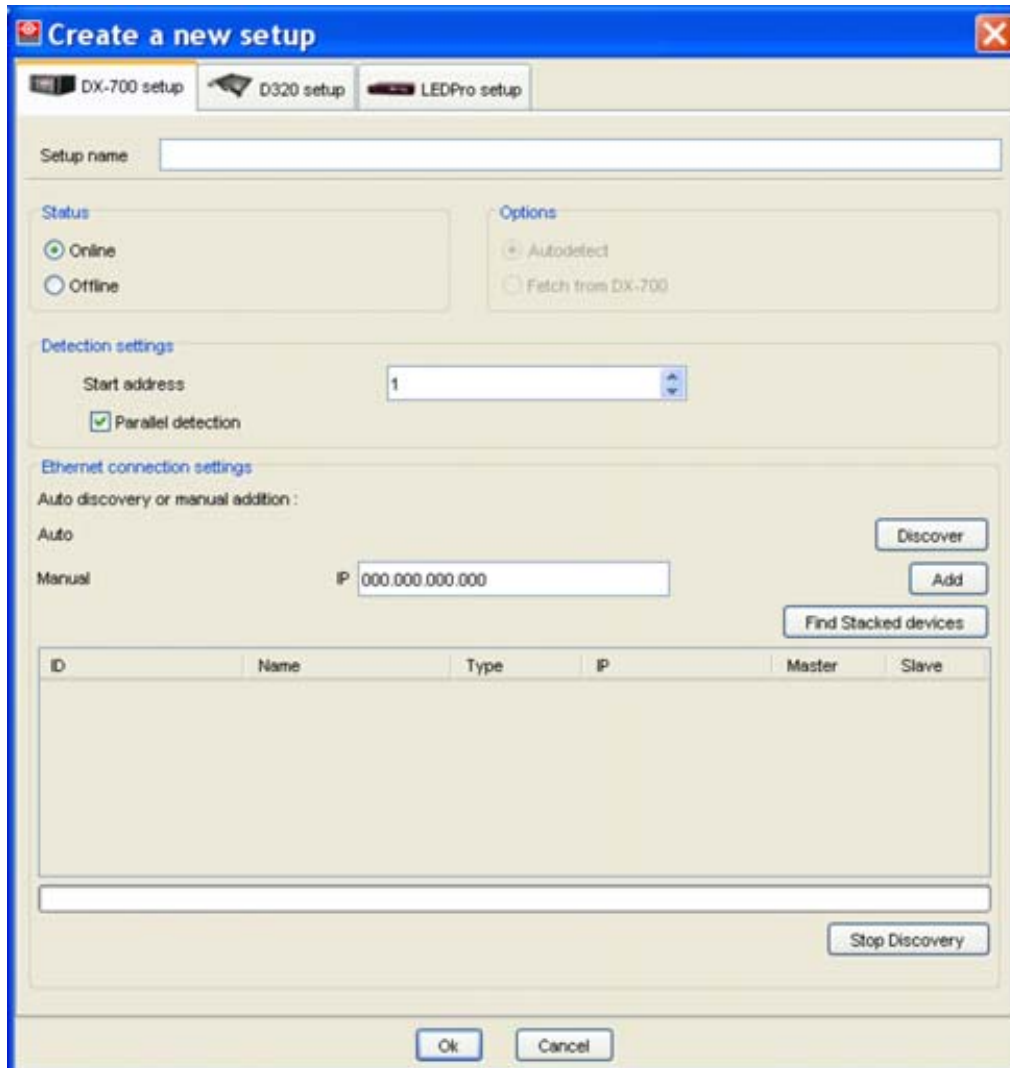 Create a new setup
DX-700 setup D320 setup LEDPro setup
Setup name
Status
Online
Offline
Options
Autodetect
Fetch from DX-700
Detection settings
Start address 1
Parallel detection
Ethernet connection settings
Auto discovery or manual addition :
Auto Discover
Manual IP 000.000.000.000 Add
Find Stacked devices
ID Name Type IP Master Slave
Stop Discovery
Ok Cancel